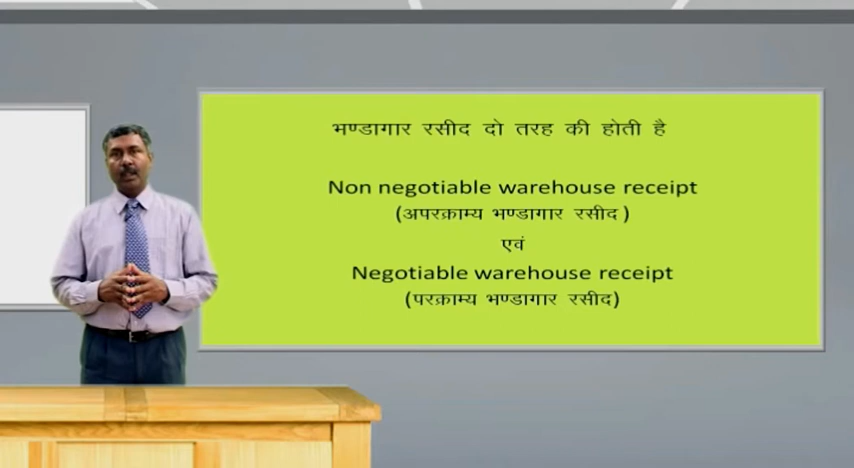 भण्डागार रसीद दो तरह की होती है
Non negotiable warehouse receipt
(अपरक्राम्य भण्डागार रसीद )
एवं
Negotiable warehouse receipt
(परक्राम्य भण्डागार रसीद)